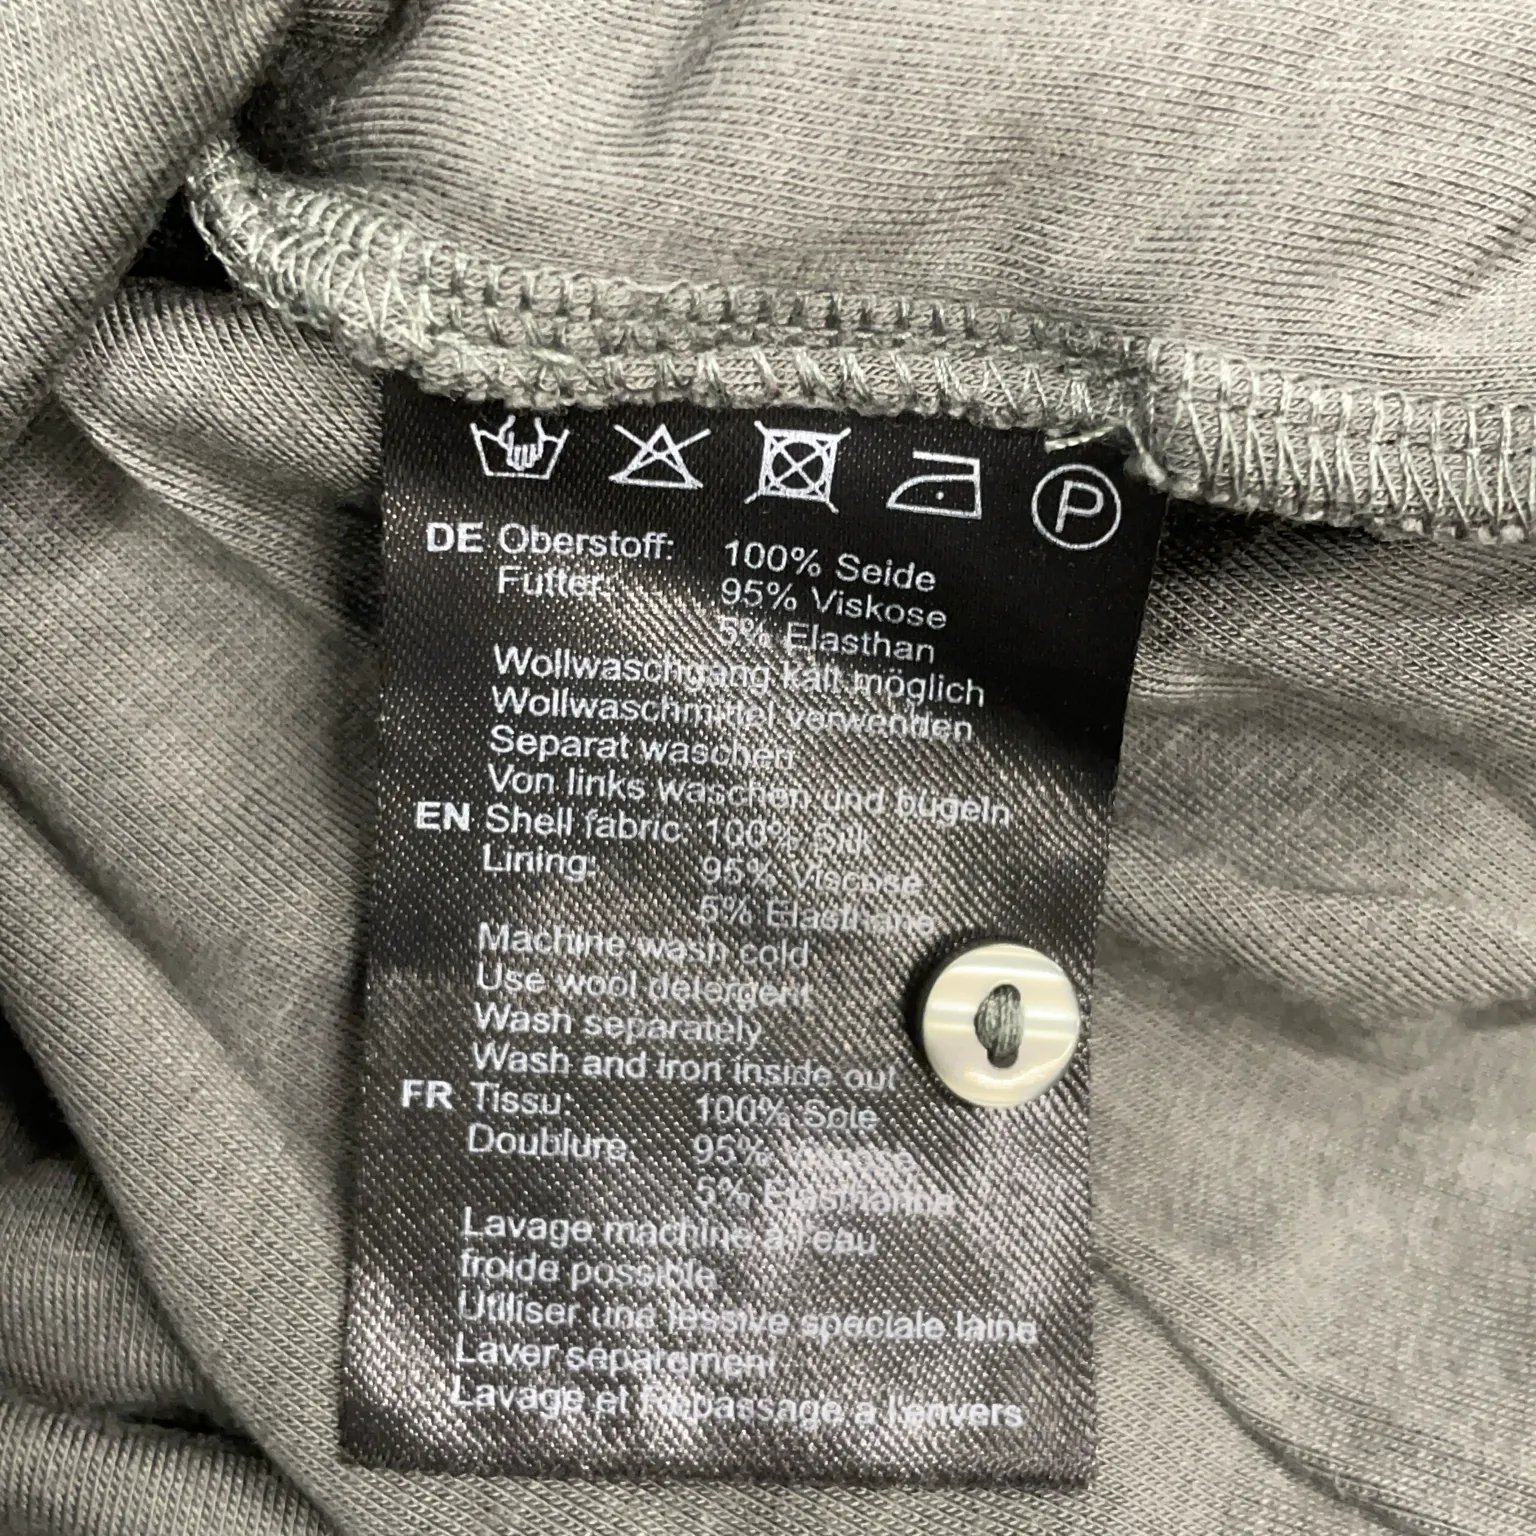 P
DE Oberstoff: 100% Seide
Futter: 95% Viskose
5% Elasthan
Wollwaschgang kalt möglich
Wollwaschmittel verwenden
Separat waschen
Von links waschen und bügeln
EN Shell fabric: 100% Silk
Lining: 95% Viscose
5% Elasthane
Machine wash cold
Use wool detergent
Wash separately
Wash and iron inside out
FR Tissu: 100% Soie
Doublure: 95% Viscose
5% Elasthanne
Lavage machine à l'eau
froide possible
Utiliser une lessive speciale laine
Laver séparement
Lavage et Repassage a l'envers